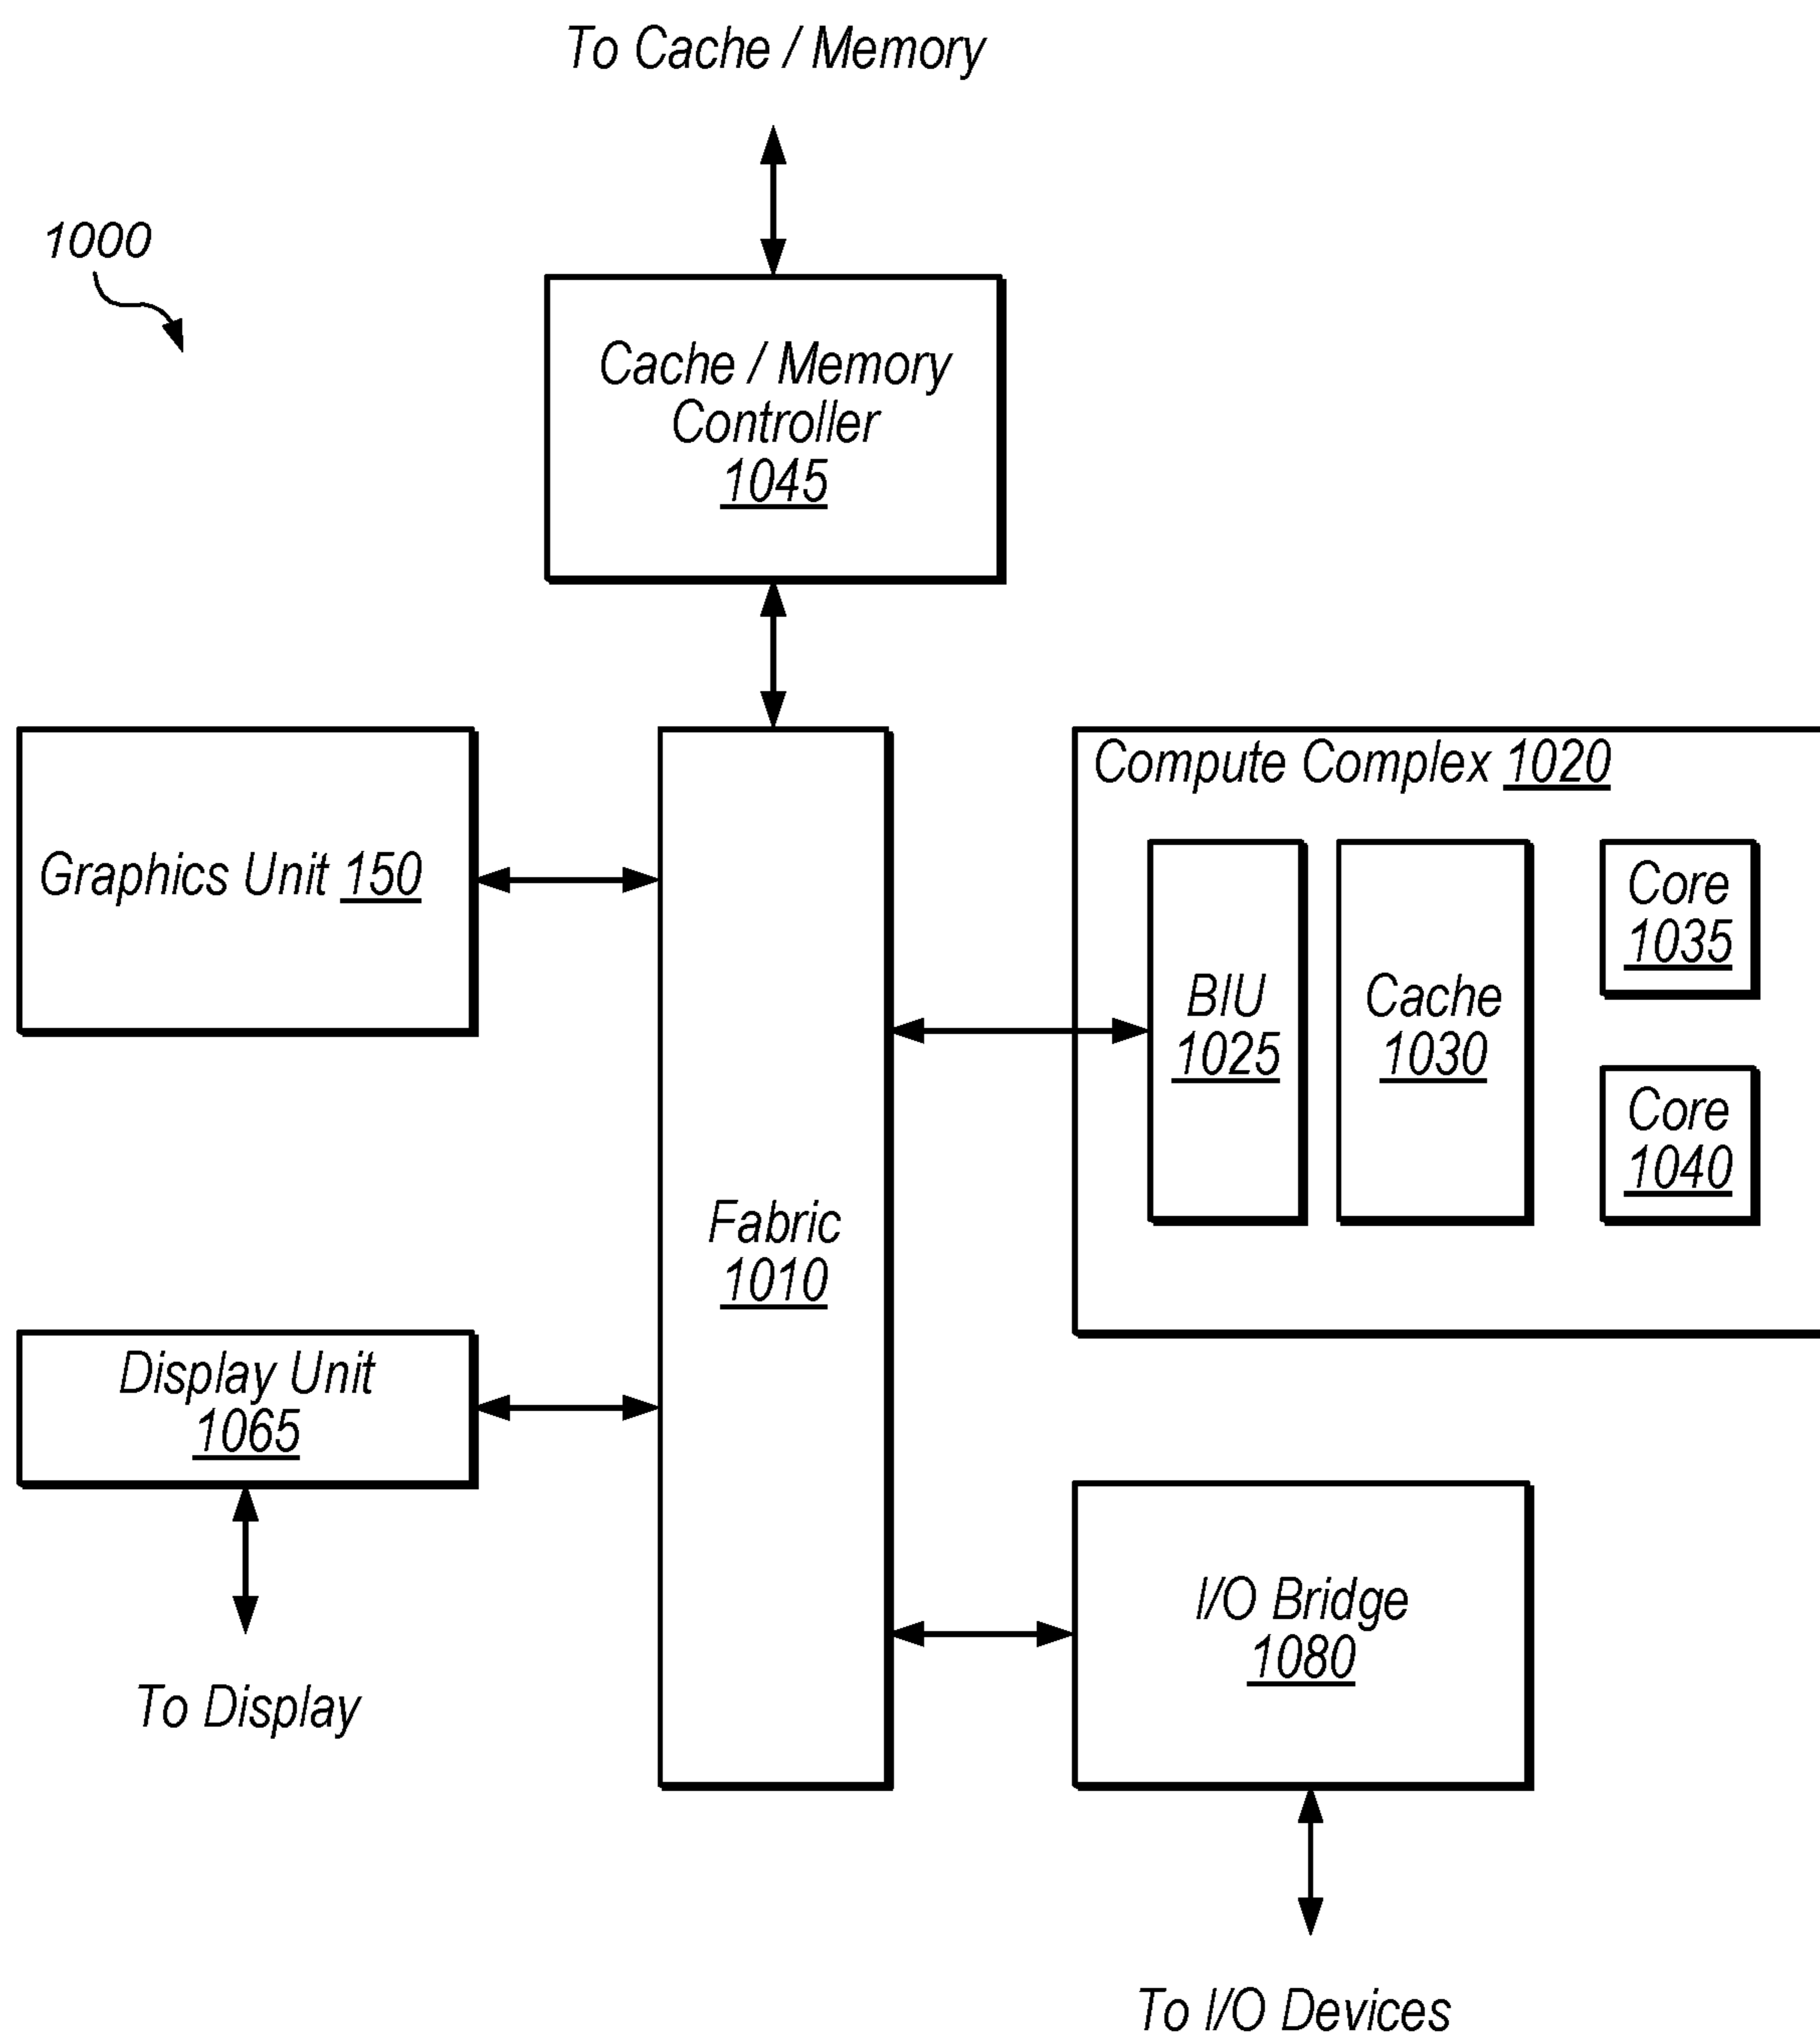 To Cache / Memory
1000
Cache / Memory
Controller
1045
Graphics Unit 150
Compute Complex 1020
BIU
1025
Cache
1030
Core
1035
Core
1040
Fabric
1010
Display Unit
1065
To Display
I/O Bridge
1080
To I/O Devices